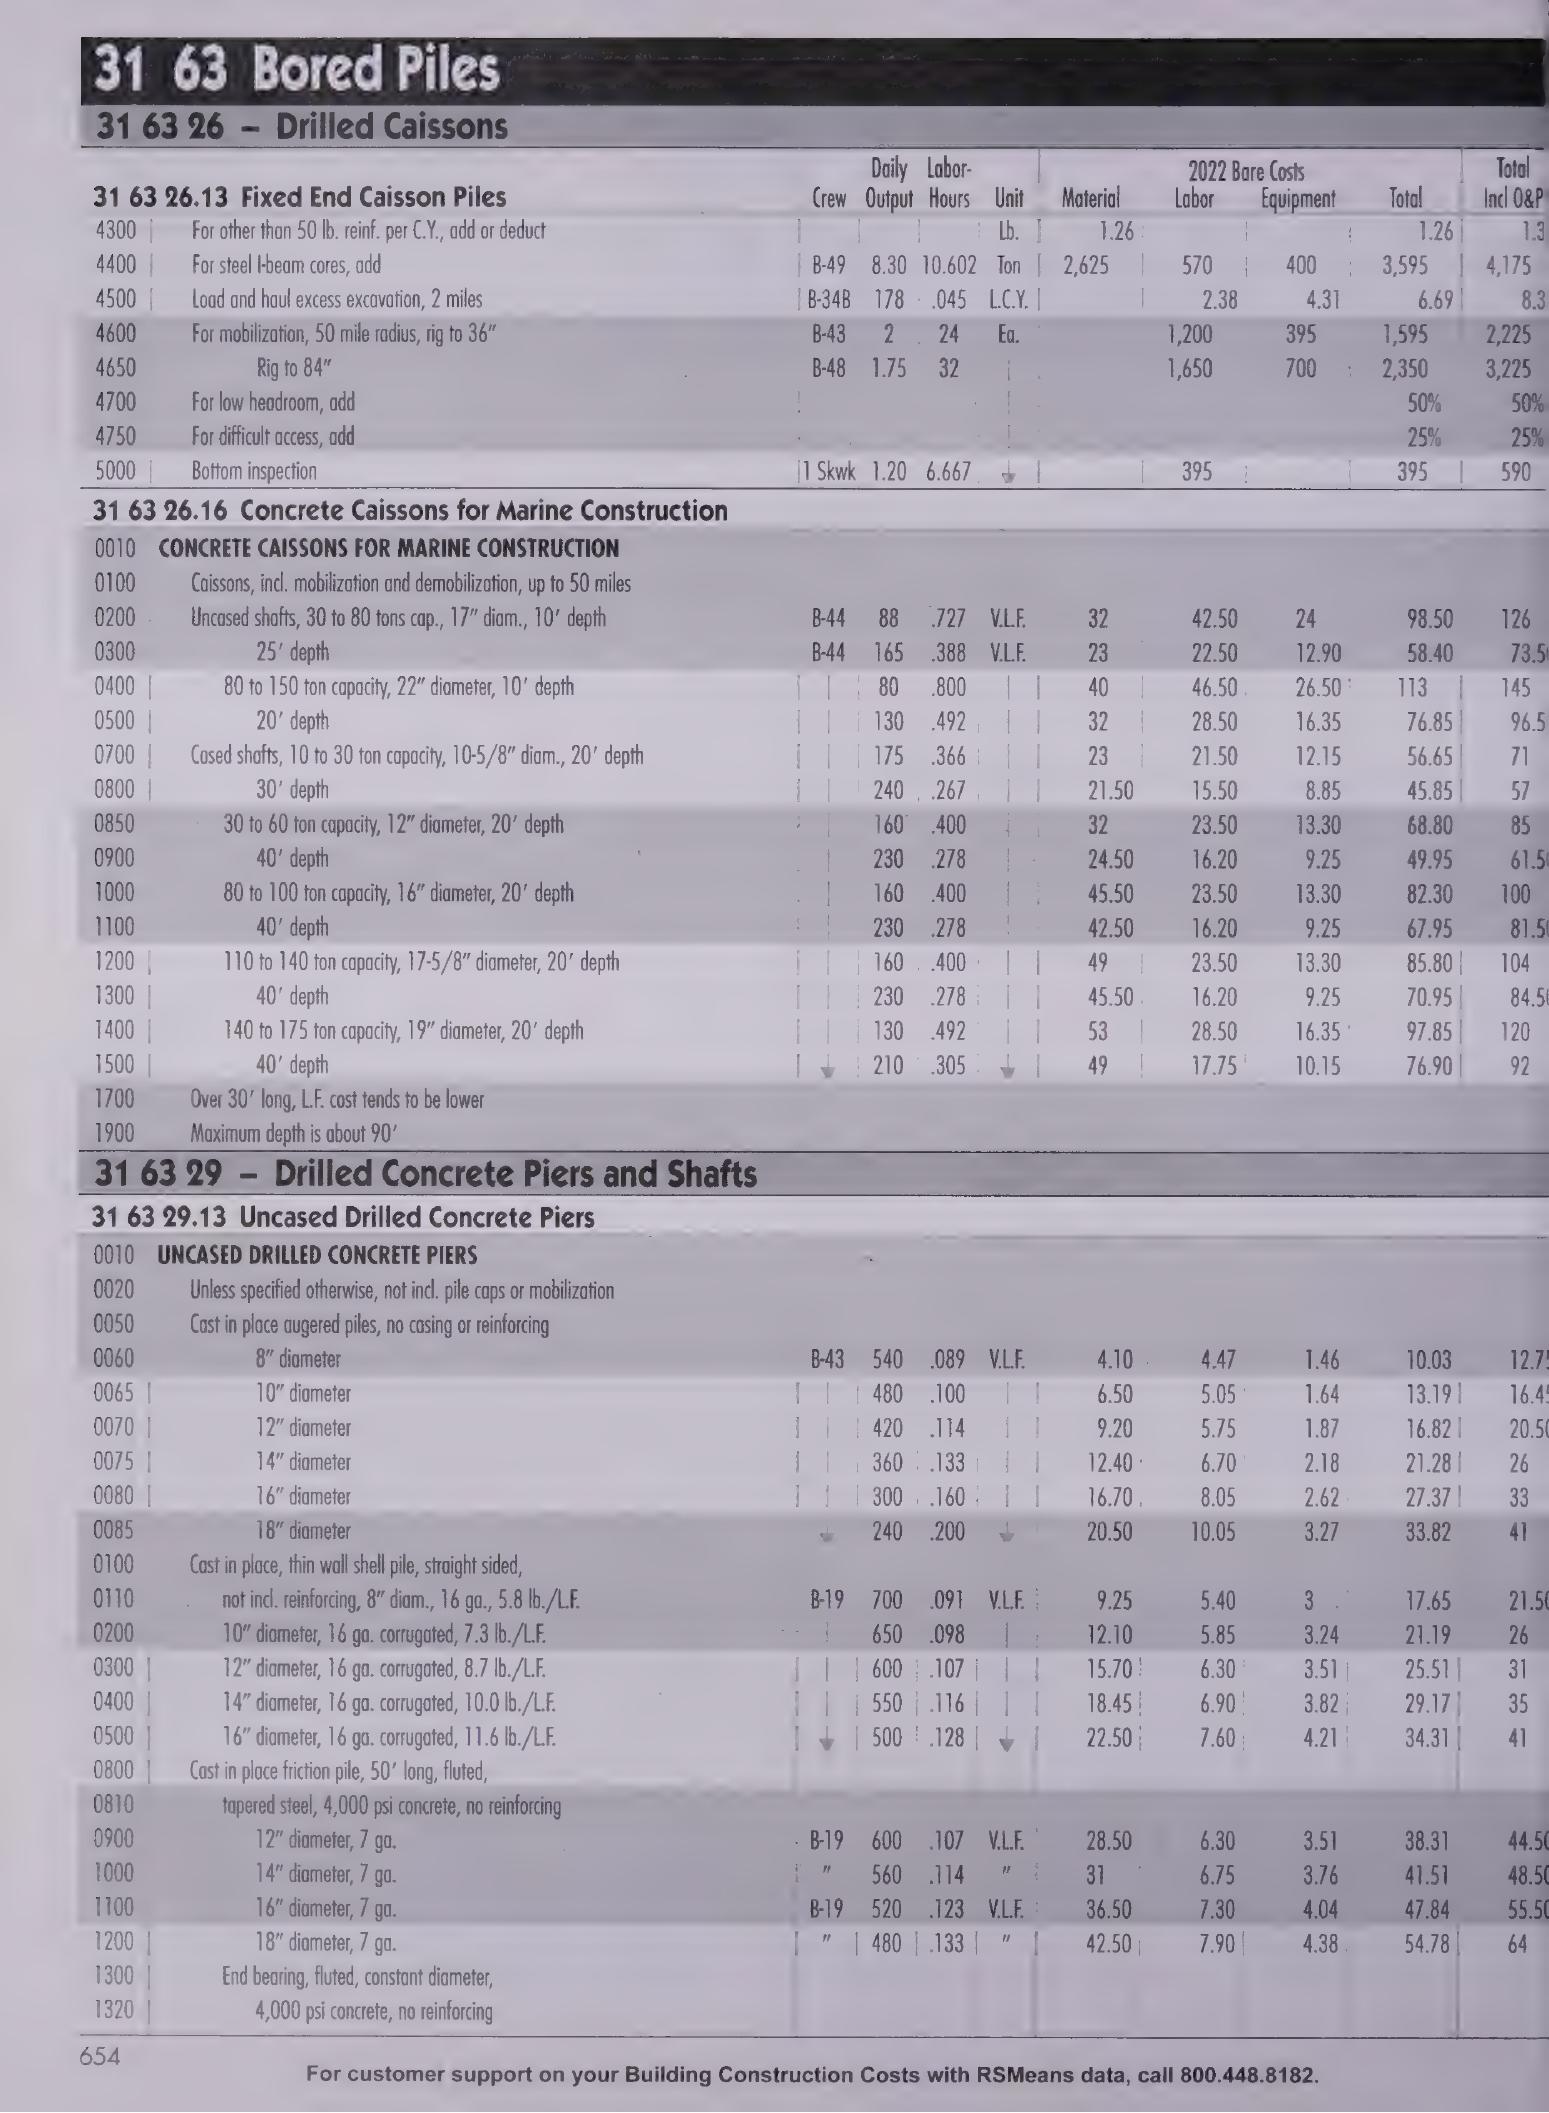 31 63 Bored Piles
31 63 26 – Drilled Caissons
31 63 26.13 Fixed End Caisson Piles Crew Daily Output Labor-Hours Unit Material Labor 2022 Bare Costs Equipment Total Total Incl O&P
4300 For other than 50 lb. reinf. per C.Y., add or deduct Lb. 1.26 1.26 1.3
4400 For steel I-beam cores, add B-49 8.30 10.602 Ton 2,625 570 400 3,595 4,175
4500 Load and haul excess excavation, 2 miles B-34B 178 .045 L.C.Y. 2.38 4.31 6.69 8.3
4600 For mobilization, 50 mile radius, rig to 36" B-43 2 24 Ea. 1,200 395 1,595 2,225
4650 Rig to 84" B-48 1.75 32 1,650 700 2,350 3,225
4700 For low headroom, add 50% 50%
4750 For difficult access, add 25% 25%
5000 Bottom inspection 1 Skwk 1.20 6.667 395 395 590
31 63 26.16 Concrete Caissons for Marine Construction
0010 CONCRETE CAISSONS FOR MARINE CONSTRUCTION
0100 Caissons, incl. mobilization and demobilization, up to 50 miles
0200 Uncased shafts, 30 to 80 tons cap., 17" diam., 10' depth B-44 88 .727 V.L.F. 32 42.50 24 98.50 126
0300 25' depth B-44 165 .388 V.L.F. 23 22.50 12.90 58.40 73.5
0400 80 to 150 ton capacity, 22" diameter, 10' depth 80 .800 40 46.50 26.50 113 145
0500 20' depth 130 .492 32 28.50 16.35 76.85 96.5
0700 Cased shafts, 10 to 30 ton capacity, 10-5/8" diam., 20' depth 175 .366 23 21.50 12.15 56.65 71
0800 30' depth 240 .267 21.50 15.50 8.85 45.85 57
0850 30 to 60 ton capacity, 12" diameter, 20' depth 160 .400 32 23.50 13.30 68.80 85
0900 40' depth 230 .278 24.50 16.20 9.25 49.95 61.5
1000 80 to 100 ton capacity, 16" diameter, 20' depth 160 .400 45.50 23.50 13.30 82.30 100
1100 40' depth 230 .278 42.50 16.20 9.25 67.95 81.5
1200 110 to 140 ton capacity, 17-5/8" diameter, 20' depth 160 .400 49 23.50 13.30 85.80 104
1300 40' depth 230 .278 45.50 16.20 9.25 70.95 84.5
1400 140 to 175 ton capacity, 19" diameter, 20' depth 130 .492 53 28.50 16.35 97.85 120
1500 40' depth 210 .305 49 17.75 10.15 76.90 92
1700 Over 30' long, L.F. cost tends to be lower
1900 Maximum depth is about 90'
31 63 29 – Drilled Concrete Piers and Shafts
31 63 29.13 Uncased Drilled Concrete Piers
0010 UNCASED DRILLED CONCRETE PIERS
0020 Unless specified otherwise, not incl. pile caps or mobilization
0050 Cast in place augered piles, no casing or reinforcing
0060 8" diameter B-43 540 .089 V.L.F. 4.10 4.47 1.46 10.03 12.75
0065 10" diameter 480 .100 6.50 5.05 1.64 13.19 16.45
0070 12" diameter 420 .114 9.20 5.75 1.87 16.82 20.50
0075 14" diameter 360 .133 12.40 6.70 2.18 21.28 26
0080 16" diameter 300 .160 16.70 8.05 2.62 27.37 33
0085 18" diameter 240 .200 20.50 10.05 3.27 33.82 41
0100 Cast in place, thin wall shell pile, straight sided,
0110 not incl. reinforcing, 8" diam., 16 ga., 5.8 lb./L.F. B-19 700 .091 V.L.F. 9.25 5.40 3 17.65 21.50
0200 10" diameter, 16 ga. corrugated, 7.3 lb./L.F. 650 .098 12.10 5.85 3.24 21.19 26
0300 12" diameter, 16 ga. corrugated, 8.7 lb./L.F. 600 .107 15.70 6.30 3.51 25.51 31
0400 14" diameter, 16 ga. corrugated, 10.0 lb./L.F. 550 .116 18.45 6.90 3.82 29.17 35
0500 16" diameter, 16 ga. corrugated, 11.6 lb./L.F. 500 .128 22.50 7.60 4.21 34.31 41
0800 Cast in place friction pile, 50' long, fluted,
0810 tapered steel, 4,000 psi concrete, no reinforcing
0900 12" diameter, 7 ga. B-19 600 .107 V.L.F. 28.50 6.30 3.51 38.31 44.50
1000 14" diameter, 7 ga. " 560 .114 " 31 6.75 3.76 41.51 48.50
1100 16" diameter, 7 ga. B-19 520 .123 V.L.F. 36.50 7.30 4.04 47.84 55.50
1200 18" diameter, 7 ga. " 480 .133 " 42.50 7.90 4.38 54.78 64
1300 End bearing, fluted, constant diameter,
1320 4,000 psi concrete, no reinforcing
654
For customer support on your Building Construction Costs with RSMeans data, call 800.448.8182.